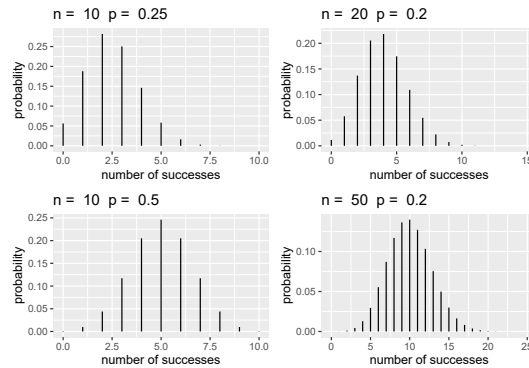 n = 10 p = 0.25
probability
0.25
0.20
0.15
0.10
0.05
0.00
0.0 2.5 5.0 7.5 10.0
number of successes
n = 20 p = 0.2
probability
0.20
0.15
0.10
0.05
0.00
0 5 10 15
number of successes
n = 10 p = 0.5
probability
0.25
0.20
0.15
0.10
0.05
0.00
0.0 2.5 5.0 7.5 10.0
number of successes
n = 50 p = 0.2
probability
0.10
0.05
0.00
0 5 10 15 20 25
number of successes